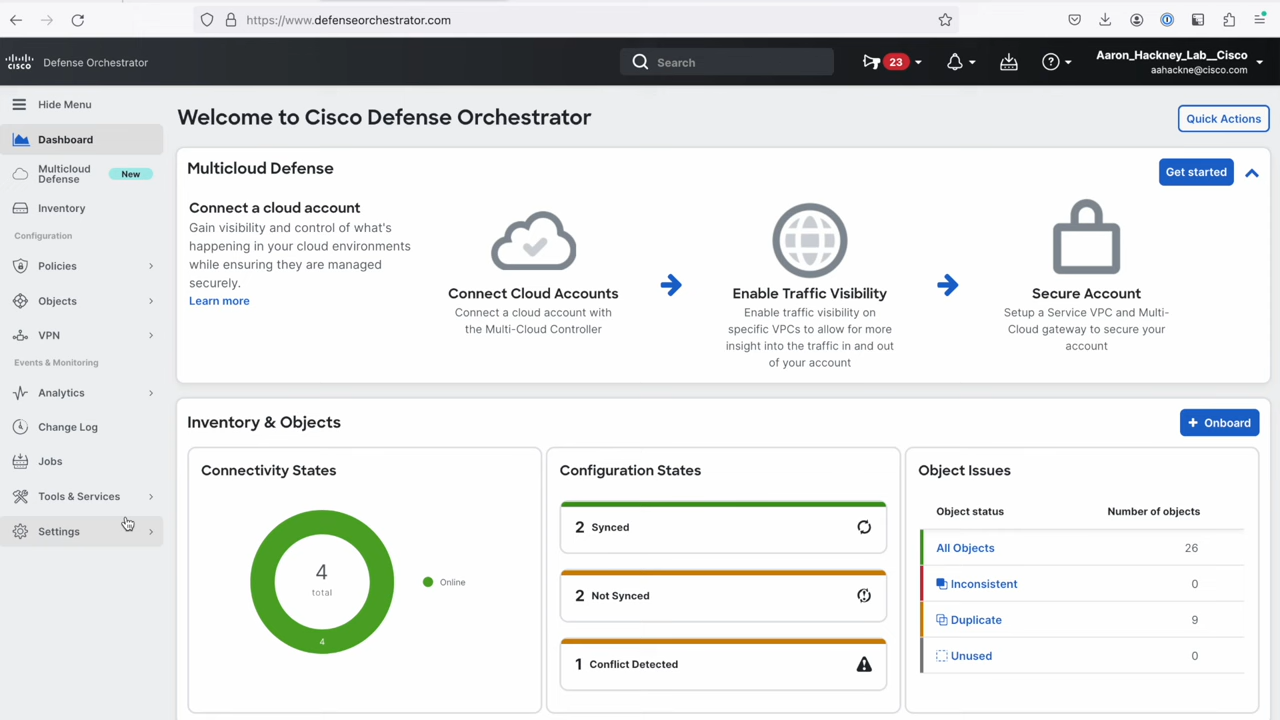 https://www.defenseorchestrator.com
cisco
Defense Orchestrator
Search
23
Aaron_Hackney_Lab__Cisco
aahackne@cisco.com
Hide Menu
Dashboard
Multicloud
Defense
New
Inventory
Configuration
Policies
Objects
VPN
Events & Monitoring
Analytics
Change Log
Jobs
Tools & Services
Settings
Welcome to Cisco Defense Orchestrator
Quick Actions
Multicloud Defense
Get started
Connect a cloud account
Gain visibility and control of what's
happening in your cloud environments
while ensuring they are managed
securely.
Learn more
Connect Cloud Accounts
Connect a cloud account with
the Multi-Cloud Controller
Enable Traffic Visibility
Enable traffic visibility on
specific VPCs to allow for more
insight into the traffic in and out
of your account
Secure Account
Setup a Service VPC and Multi-
Cloud gateway to secure your
account
Inventory & Objects
+ Onboard
Connectivity States
4
total
4
Online
Configuration States
2 Synced
2 Not Synced
1 Conflict Detected
Object Issues
Object status Number of objects
All Objects 26
Inconsistent 0
Duplicate 9
Unused 0